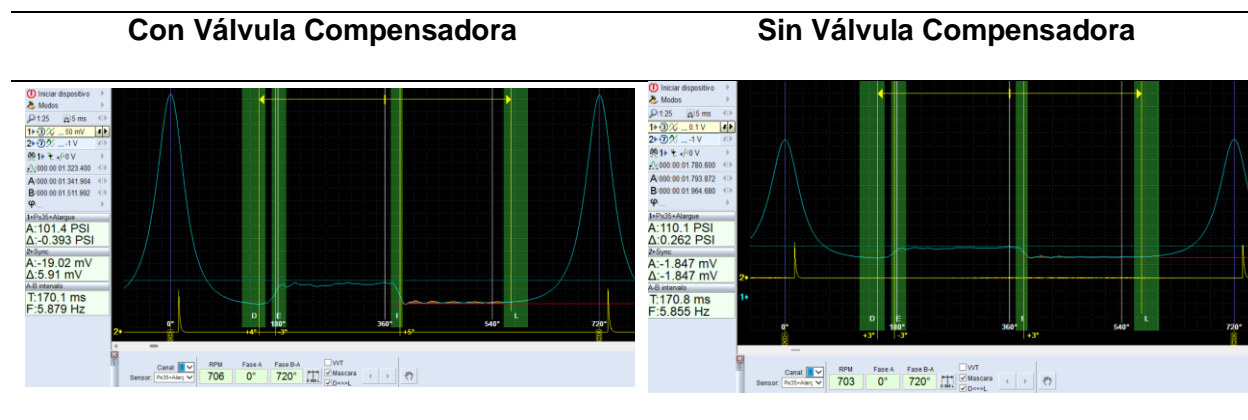 Con Válvula Compensadora
Sin Válvula Compensadora
Iniciar dispositivo
Modos
1:25 5 ms
50 mV
-1 V
0 V
000:00:01.323.400
A:000:00:01.341.904
B:000:00:01.511.992
φ...
1•Px35+Alargue
A:101.4 PSI
Δ:-0.393 PSI
2•Sync
A:-19.02 mV
Δ:5.91 mV
A-B intervalo
T:170.1 ms
F:5.879 Hz
D E I L
0° 180° 360° 540° 720°
+4° -3° +5°
2
Canal: RPM Fase A Fase B-A VVT
Sensor: Px35+Alarg 706 0° 720° Mascara
D<=>L
Iniciar dispositivo
Modos
1:25 5 ms
0.1 V
-1 V
0 V
000:00:01.780.600
A:000:00:01.793.872
B:000:00:01.964.680
φ...
1•Px35+Alargue
A:110.1 PSI
Δ:0.262 PSI
2•Sync
A:-1.847 mV
Δ:-1.847 mV
A-B intervalo
T:170.8 ms
F:5.855 Hz
2
1
D E I L
0° 180° 360° 540° 720°
+3° -3° +3°
Canal: RPM Fase A Fase B-A VVT
Sensor: Px35+Alarg 703 0° 720° Mascara
D<=>L